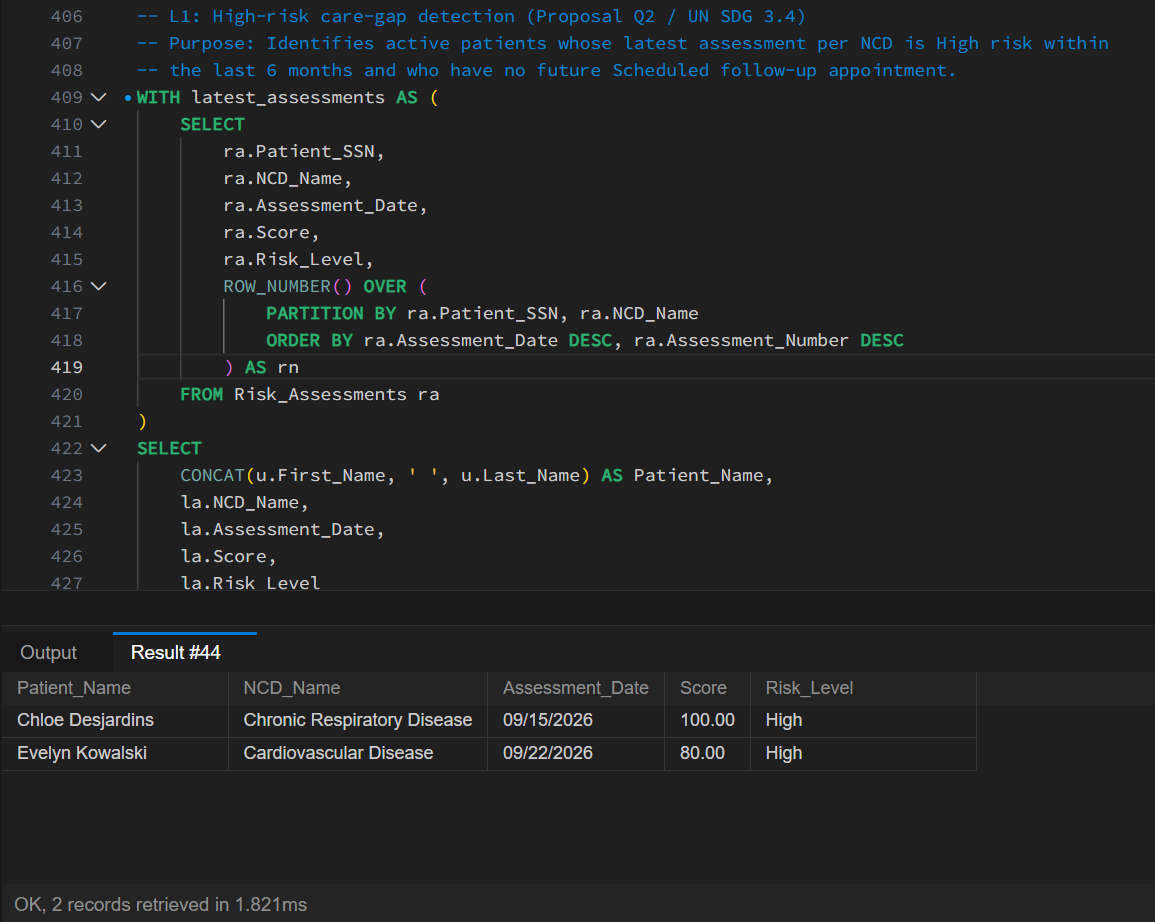 406 -- L1: High-risk care-gap detection (Proposal Q2 / UN SDG 3.4)
407 -- Purpose: Identifies active patients whose latest assessment per NCD is High risk within
408 -- the last 6 months and who have no future Scheduled follow-up appointment.
409 WITH latest_assessments AS (
410 SELECT
411 ra.Patient_SSN,
412 ra.NCD_Name,
413 ra.Assessment_Date,
414 ra.Score,
415 ra.Risk_Level,
416 ROW_NUMBER() OVER (
417 PARTITION BY ra.Patient_SSN, ra.NCD_Name
418 ORDER BY ra.Assessment_Date DESC, ra.Assessment_Number DESC
419 ) AS rn
420 FROM Risk_Assessments ra
421 )
422 SELECT
423 CONCAT(u.First_Name, ' ', u.Last_Name) AS Patient_Name,
424 la.NCD_Name,
425 la.Assessment_Date,
426 la.Score,
427 la.Risk_Level
Output Result #44
Patient_Name NCD_Name Assessment_Date Score Risk_Level
Chloe Desjardins Chronic Respiratory Disease 09/15/2026 100.00 High
Evelyn Kowalski Cardiovascular Disease 09/22/2026 80.00 High
OK, 2 records retrieved in 1.821ms